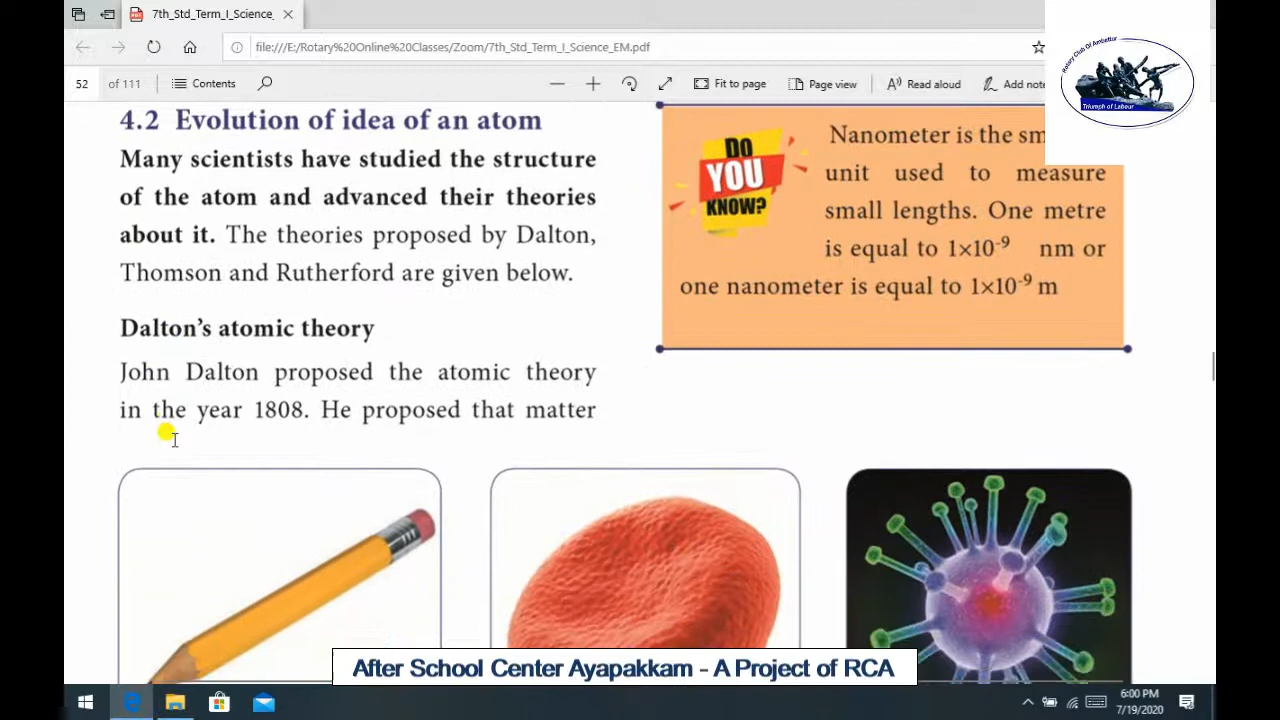 7th_Std_Term_I_Science_
file:///E:/Rotary%20Online%20Classes/Zoom/7th_Std_Term_I_Science_EM.pdf
52 of 111 Contents Fit to page Page view Read aloud Add note
Rotary Club Of Ambattur
Triumph of Labour
4.2 Evolution of idea of an atom
Many scientists have studied the structure
of the atom and advanced their theories
about it. The theories proposed by Dalton,
Thomson and Rutherford are given below.
Dalton's atomic theory
John Dalton proposed the atomic theory
in the year 1808. He proposed that matter
DO
YOU
KNOW?
Nanometer is the sm
unit used to measure
small lengths. One metre
is equal to 1×10⁻⁹ nm or
one nanometer is equal to 1×10⁻⁹ m
After School Center Ayapakkam - A Project of RCA
6:00 PM
7/19/2020